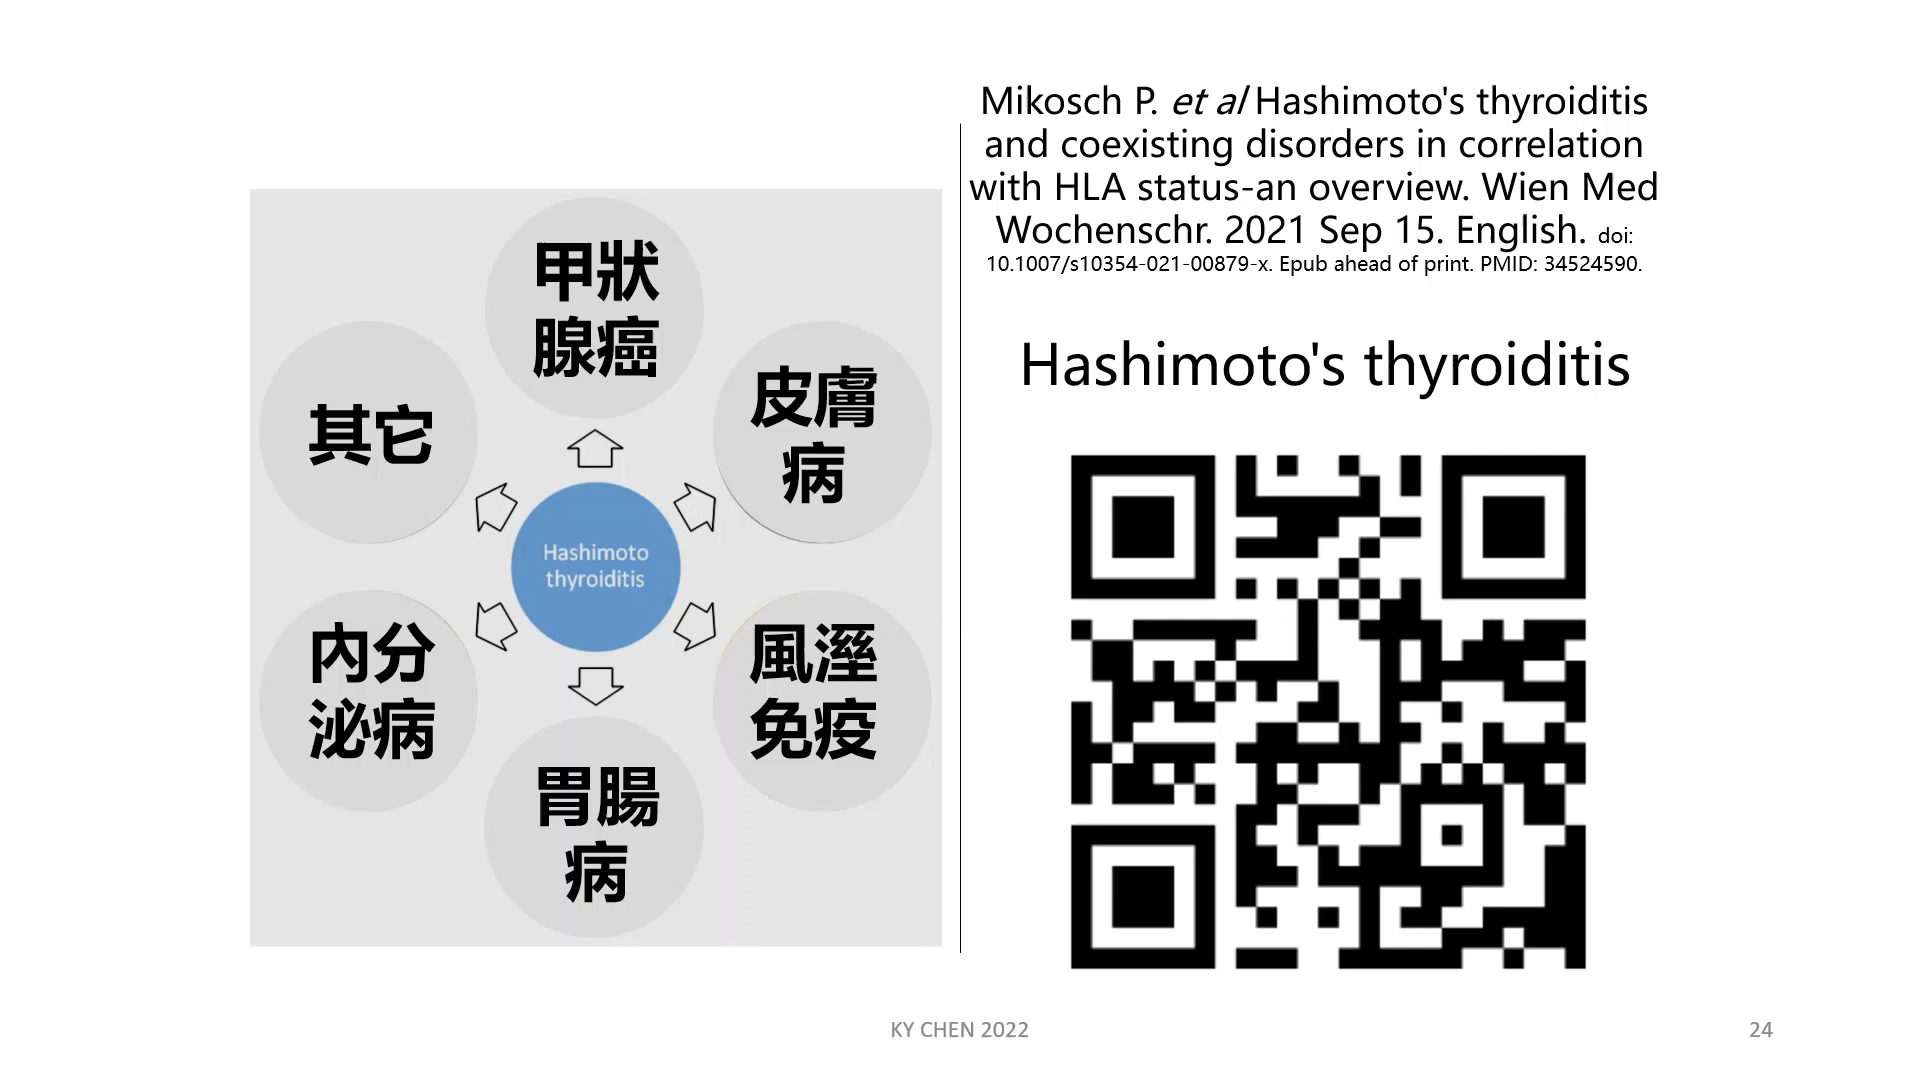 甲狀
腺癌
皮膚
病
其它
Hashimoto
thyroiditis
內分
泌病
風溼
免疫
胃腸
病
Mikosch P. et al Hashimoto's thyroiditis
and coexisting disorders in correlation
with HLA status-an overview. Wien Med
Wochenschr. 2021 Sep 15. English. doi:
10.1007/s10354-021-00879-x. Epub ahead of print. PMID: 34524590.
Hashimoto's thyroiditis
KY CHEN 2022
24